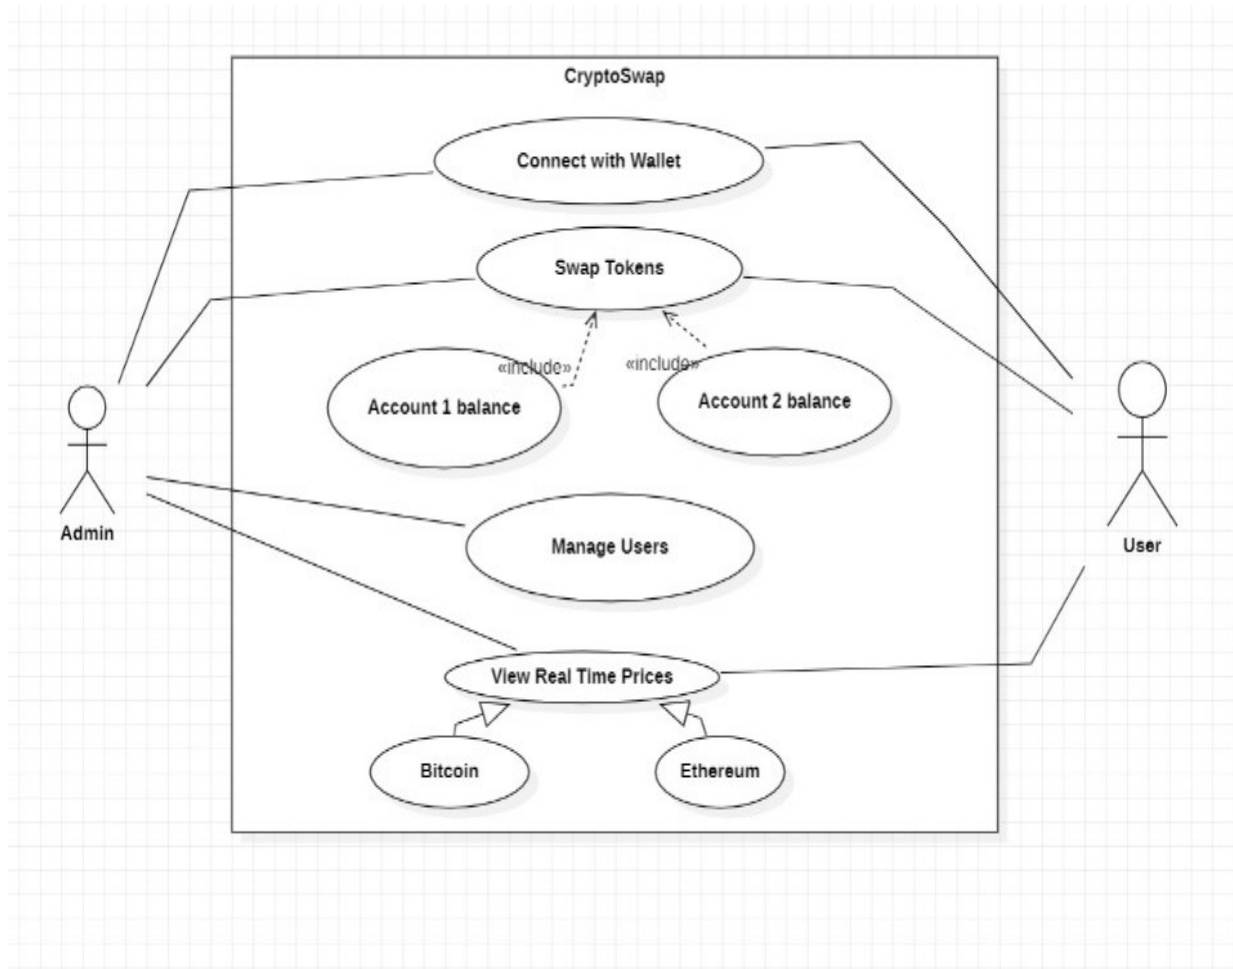 CryptoSwap
Connect with Wallet
Swap Tokens
«include»
«include»
Account 1 balance
Account 2 balance
Admin
Manage Users
User
View Real Time Prices
Bitcoin
Ethereum